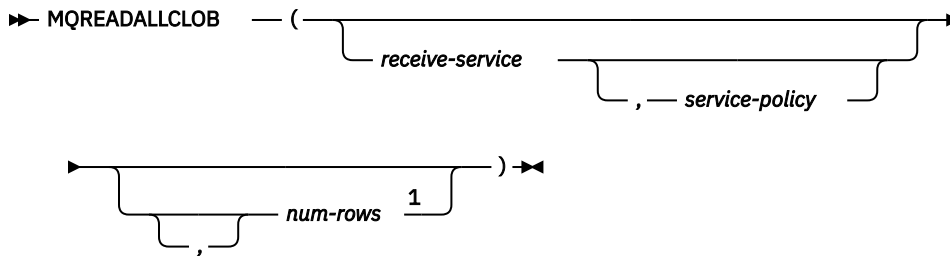 MQREADALLCLOB (
receive-service
, service-policy
)
, num-rows 1